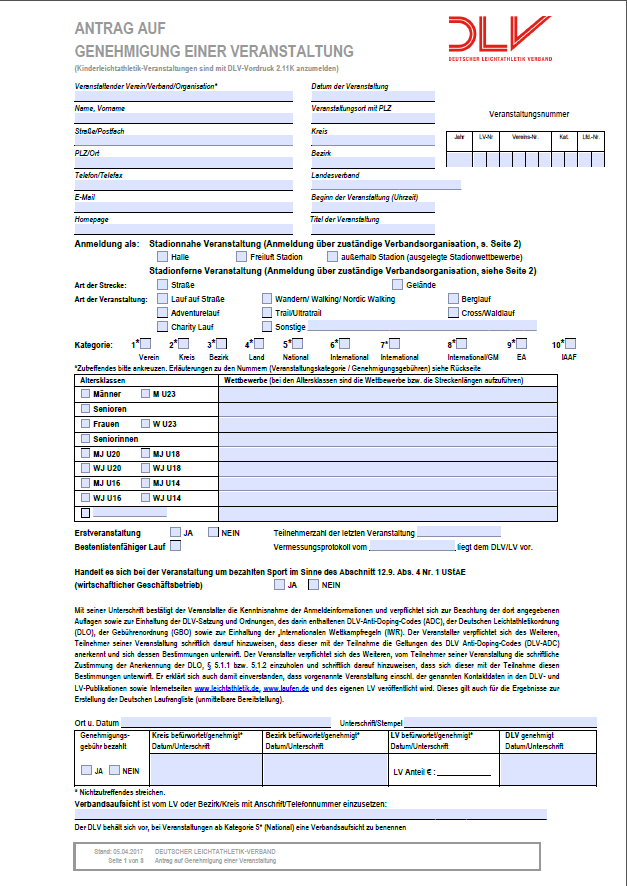 ANTRAG AUF
GENEHMIGUNG EINER VERANSTALTUNG
(Kinderleichtathletik-Veranstaltungen sind mit DLV-Vordruck 2.11K anzumelden)
DLV
DEUTSCHER LEICHTATHLETIK VERBAND
Veranstaltender Verein/Verband/Organisation* Datum der Veranstaltung
Name, Vorname Veranstaltungsort mit PLZ
Veranstaltungsnummer
Straße/Postfach Kreis
Jahr LV-Nr Vereins-Nr. Kat. Lfd.-Nr.
PLZ/Ort Bezirk
Telefon/Telefax Landesverband
E-Mail Beginn der Veranstaltung (Uhrzeit)
Homepage Titel der Veranstaltung
Anmeldung als: Stadionnahe Veranstaltung (Anmeldung über zuständige Verbandsorganisation, s. Seite 2)
Halle Freiluft Stadion außerhalb Stadion (ausgelegte Stadionwettbewerbe)
Stadionferne Veranstaltung (Anmeldung über zuständige Verbandsorganisation, siehe Seite 2)
Art der Strecke: Straße Gelände
Art der Veranstaltung: Lauf auf Straße Wandern/ Walking/ Nordic Walking Berglauf
Adventurelauf Trail/Ultratrail Cross/Waldlauf
Charity Lauf Sonstige
Kategorie: 1* 2* 3* 4* 5* 6* 7* 8* 9* 10*
Verein Kreis Bezirk Land National International International International/GM EA IAAF
*Zutreffendes bitte ankreuzen. Erläuterungen zu den Nummern (Veranstaltungskategorie / Genehmigungsgebühren) siehe Rückseite
Altersklassen Wettbewerbe (bei den Altersklassen sind die Wettbewerbe bzw. die Streckenlängen aufzuführen)
Männer M U23
Senioren
Frauen W U23
Seniorinnen
MJ U20 MJ U18
WJ U20 WJ U18
MJ U16 MJ U14
WJ U16 WJ U14
Erstveranstaltung JA NEIN Teilnehmerzahl der letzten Veranstaltung
Bestenlistenfähiger Lauf Vermessungsprotokoll vom liegt dem DLV/LV vor.
Handelt es sich bei der Veranstaltung um bezahlten Sport im Sinne des Abschnitt 12.9. Abs. 4 Nr. 1 UStAE
(wirtschaftlicher Geschäftsbetrieb) JA NEIN
Mit seiner Unterschrift bestätigt der Veranstalter die Kenntnisnahme der Anmeldeinformationen und verpflichtet sich zur Beachtung der dort angegebenen
Auflagen sowie zur Einhaltung der DLV-Satzung und Ordnungen, des darin enthaltenen DLV-Anti-Doping-Codes (ADC), der Deutschen Leichtathletikordnung
(DLO), der Gebührenordnung (GBO) sowie zur Einhaltung der „Internationalen Wettkampfregeln (IWR). Der Veranstalter verpflichtet sich des Weiteren,
Teilnehmer seiner Veranstaltung schriftlich darauf hinzuweisen, dass dieser mit der Teilnahme die Geltungen des DLV Anti-Doping-Codes (DLV-ADC)
anerkennt und sich dessen Bestimmungen unterwirft. Der Veranstalter verpflichtet sich des Weiteren, vom Teilnehmer seiner Veranstaltung die schriftliche
Zustimmung der Anerkennung der DLO, § 5.1.1 bzw. 5.1.2 einzuholen und schriftlich darauf hinzuweisen, dass sich dieser mit der Teilnahme diesen
Bestimmungen unterwirft. Er erklärt sich auch damit einverstanden, dass vorgenannte Veranstaltung einschl. der genannten Kontaktdaten in den DLV- und
LV-Publikationen sowie Internetseiten www.leichtathletik.de, www.laufen.de und des eigenen LV veröffentlicht wird. Dieses gilt auch für die Ergebnisse zur
Erstellung der Deutschen Laufrangliste (unmittelbare Bereitstellung).
Ort u. Datum Unterschrift/Stempel
Genehmigungs- Kreis befürwortet/genehmigt* Bezirk befürwortet/genehmigt* LV befürwortet/genehmigt* DLV genehmigt
gebühr bezahlt Datum/Unterschrift Datum/Unterschrift Datum/Unterschrift Datum/Unterschrift
JA NEIN LV Anteil € :
* Nichtzutreffendes streichen.
Verbandsaufsicht ist vom LV oder Bezirk/Kreis mit Anschrift/Telefonnummer einzusetzen:
Der DLV behält sich vor, bei Veranstaltungen ab Kategorie 5* (National) eine Verbandsaufsicht zu benennen
Stand: 05.04.2017 DEUTSCHER LEICHTATHLETIK-VERBAND
Seite 1 von 3 Antrag auf Genehmigung einer Veranstaltung